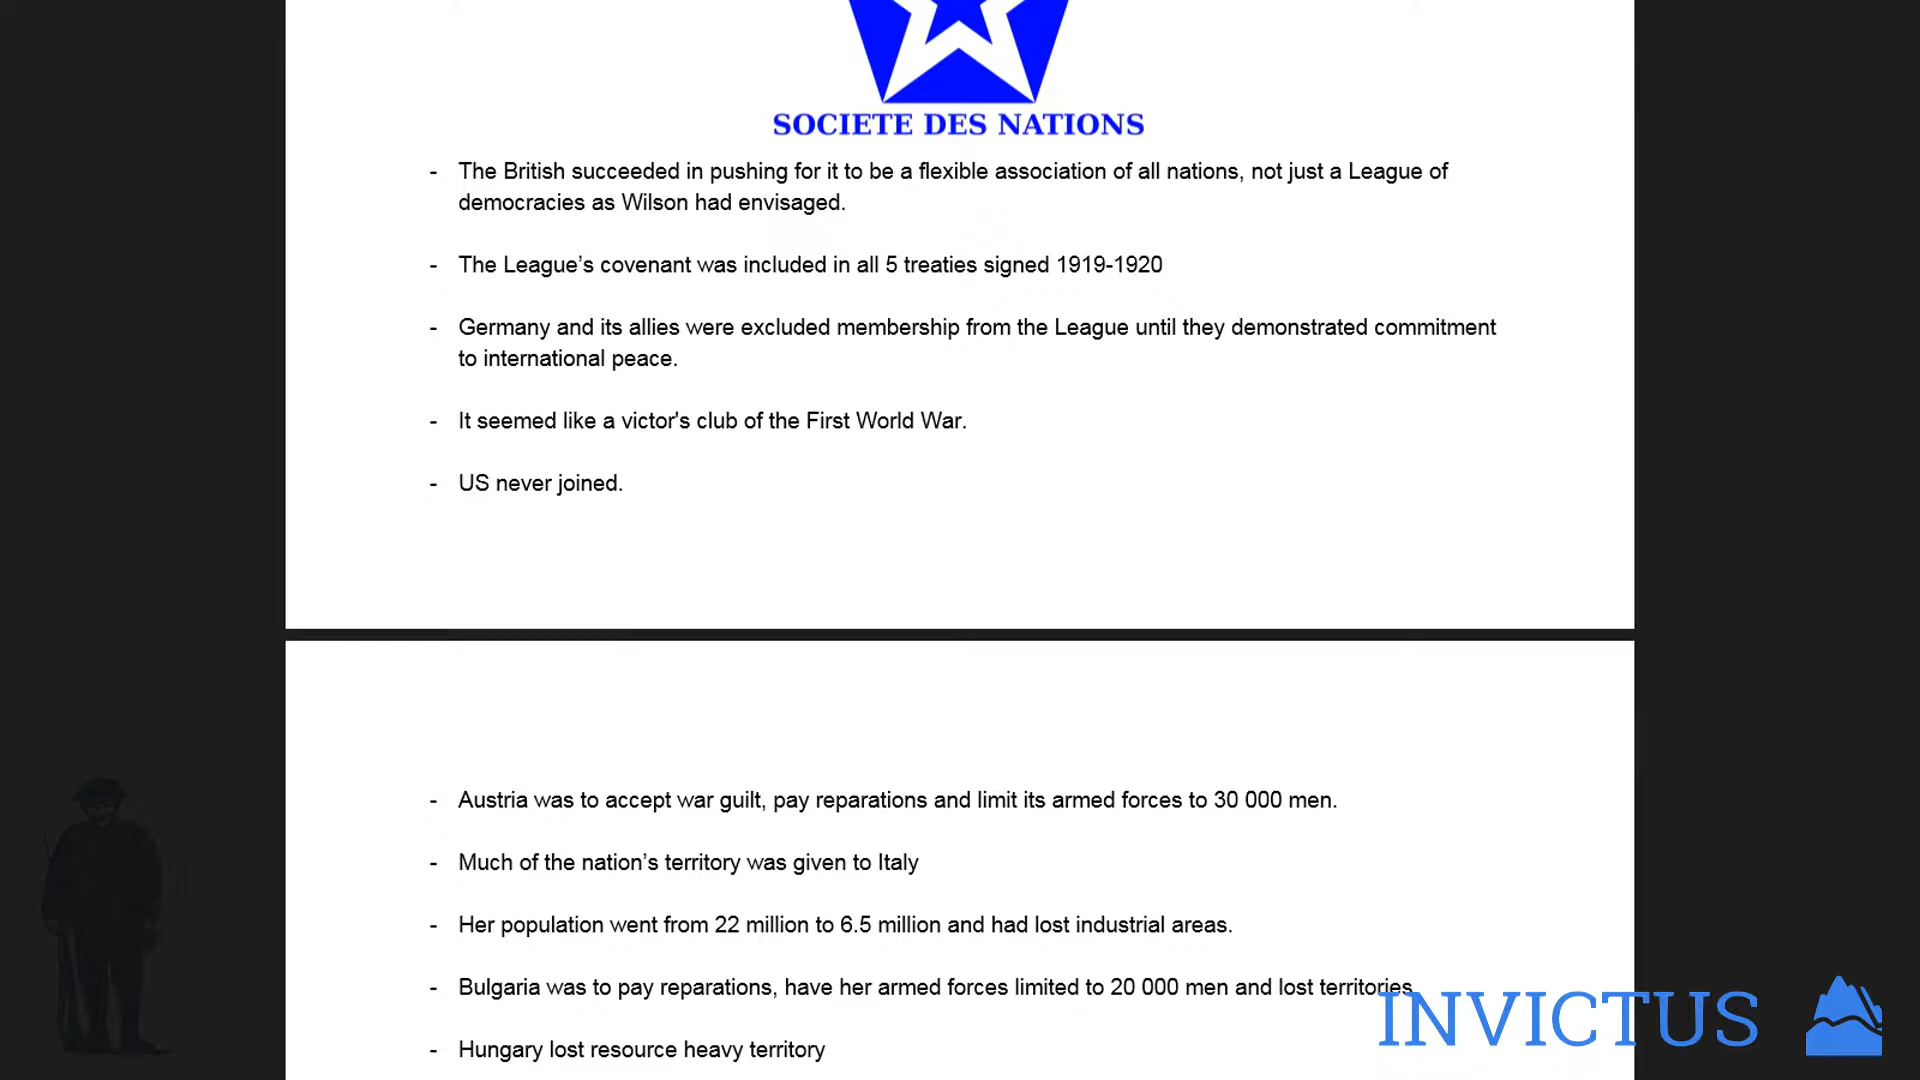 SOCIETE DES NATIONS
- The British succeeded in pushing for it to be a flexible association of all nations, not just a League of
democracies as Wilson had envisaged.
- The League’s covenant was included in all 5 treaties signed 1919-1920
- Germany and its allies were excluded membership from the League until they demonstrated commitment
to international peace.
- It seemed like a victor's club of the First World War.
- US never joined.
- Austria was to accept war guilt, pay reparations and limit its armed forces to 30 000 men.
- Much of the nation’s territory was given to Italy
- Her population went from 22 million to 6.5 million and had lost industrial areas.
- Bulgaria was to pay reparations, have her armed forces limited to 20 000 men and lost territories
INVICTUS
- Hungary lost resource heavy territory